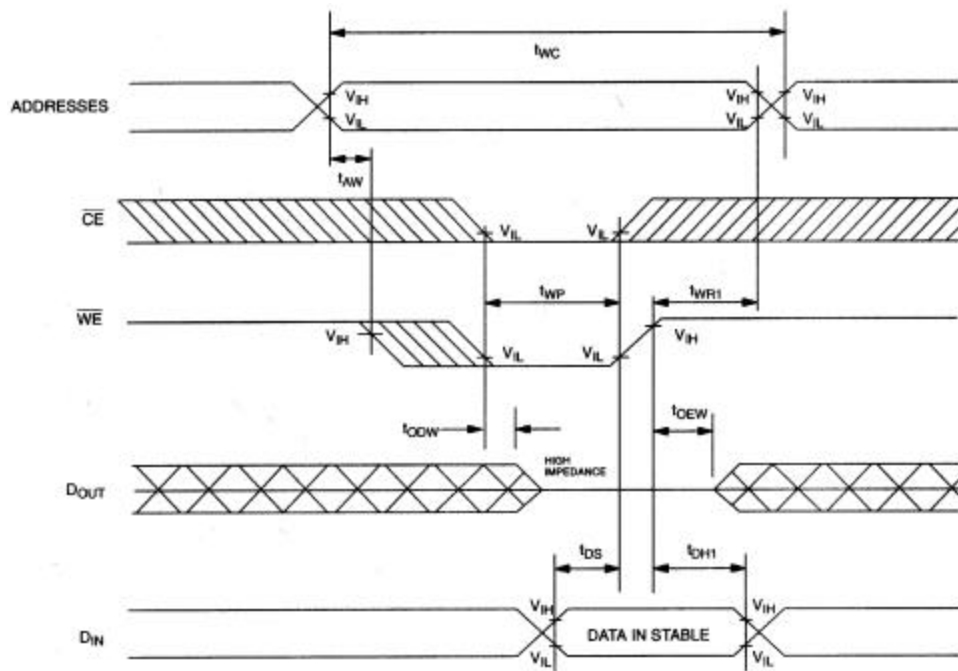 tWC
ADDRESSES
VIH VIH VIH
VIL VIL VIL
tAW
CE
VIL VIL
tWP tWR1
WE
VIH VIH
VIL VIL
tODW tOEW
HIGH
IMPEDANCE
DOUT
tDS tDH1
VIH VIH
DIN DATA IN STABLE
VIL VIL